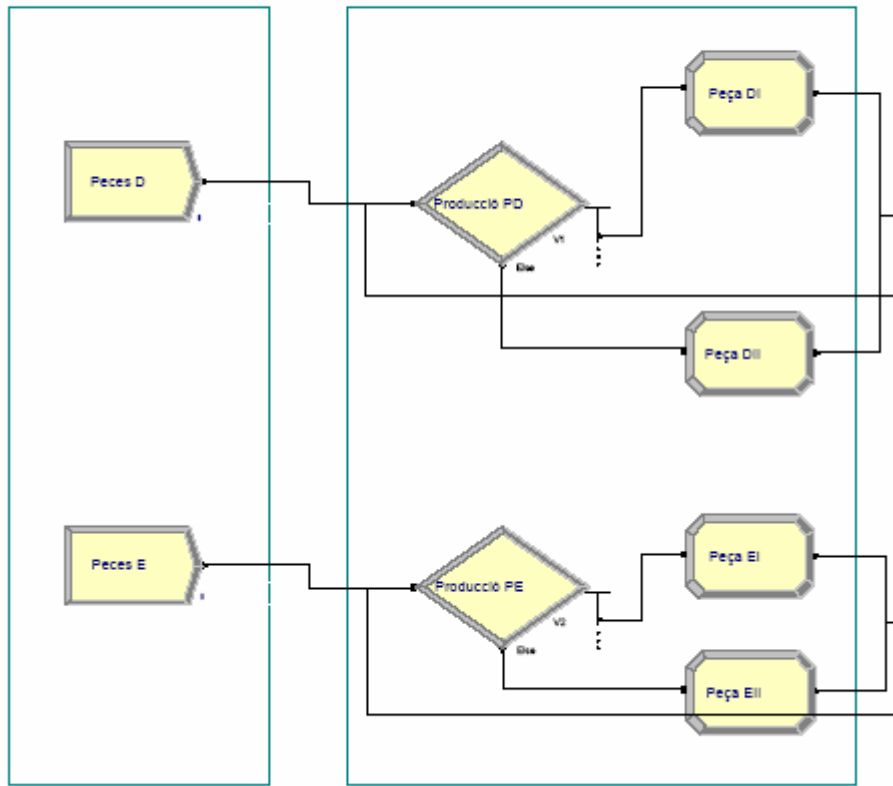 Peça DI
Peces D
Producció PD
V1
Else
Peça DII
Peces E
Peça EI
Producció PE
V2
Else
Peça EII